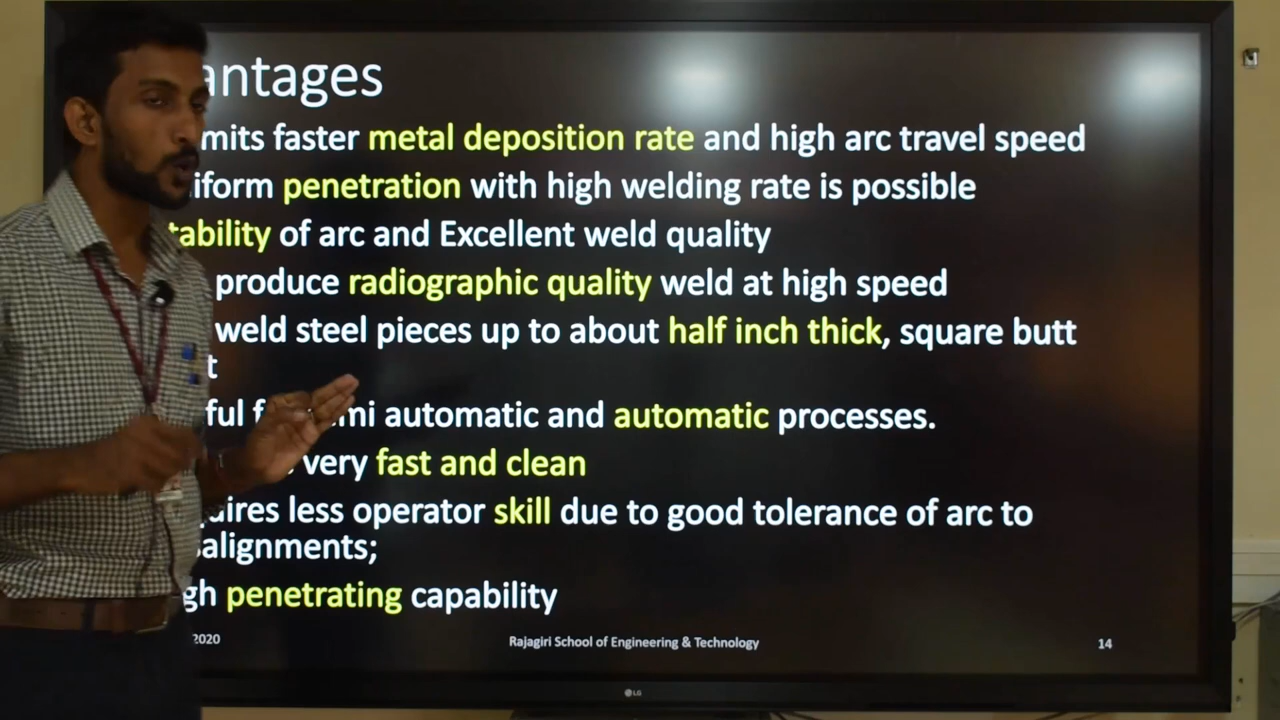 antages
mits faster metal deposition rate and high arc travel speed
iform penetration with high welding rate is possible
tability of arc and Excellent weld quality
produce radiographic quality weld at high speed
weld steel pieces up to about half inch thick, square butt
t
ful f mi automatic and automatic processes.
very fast and clean
uires less operator skill due to good tolerance of arc to
salignments;
gh penetrating capability
2020 Rajagiri School of Engineering & Technology 14
LG